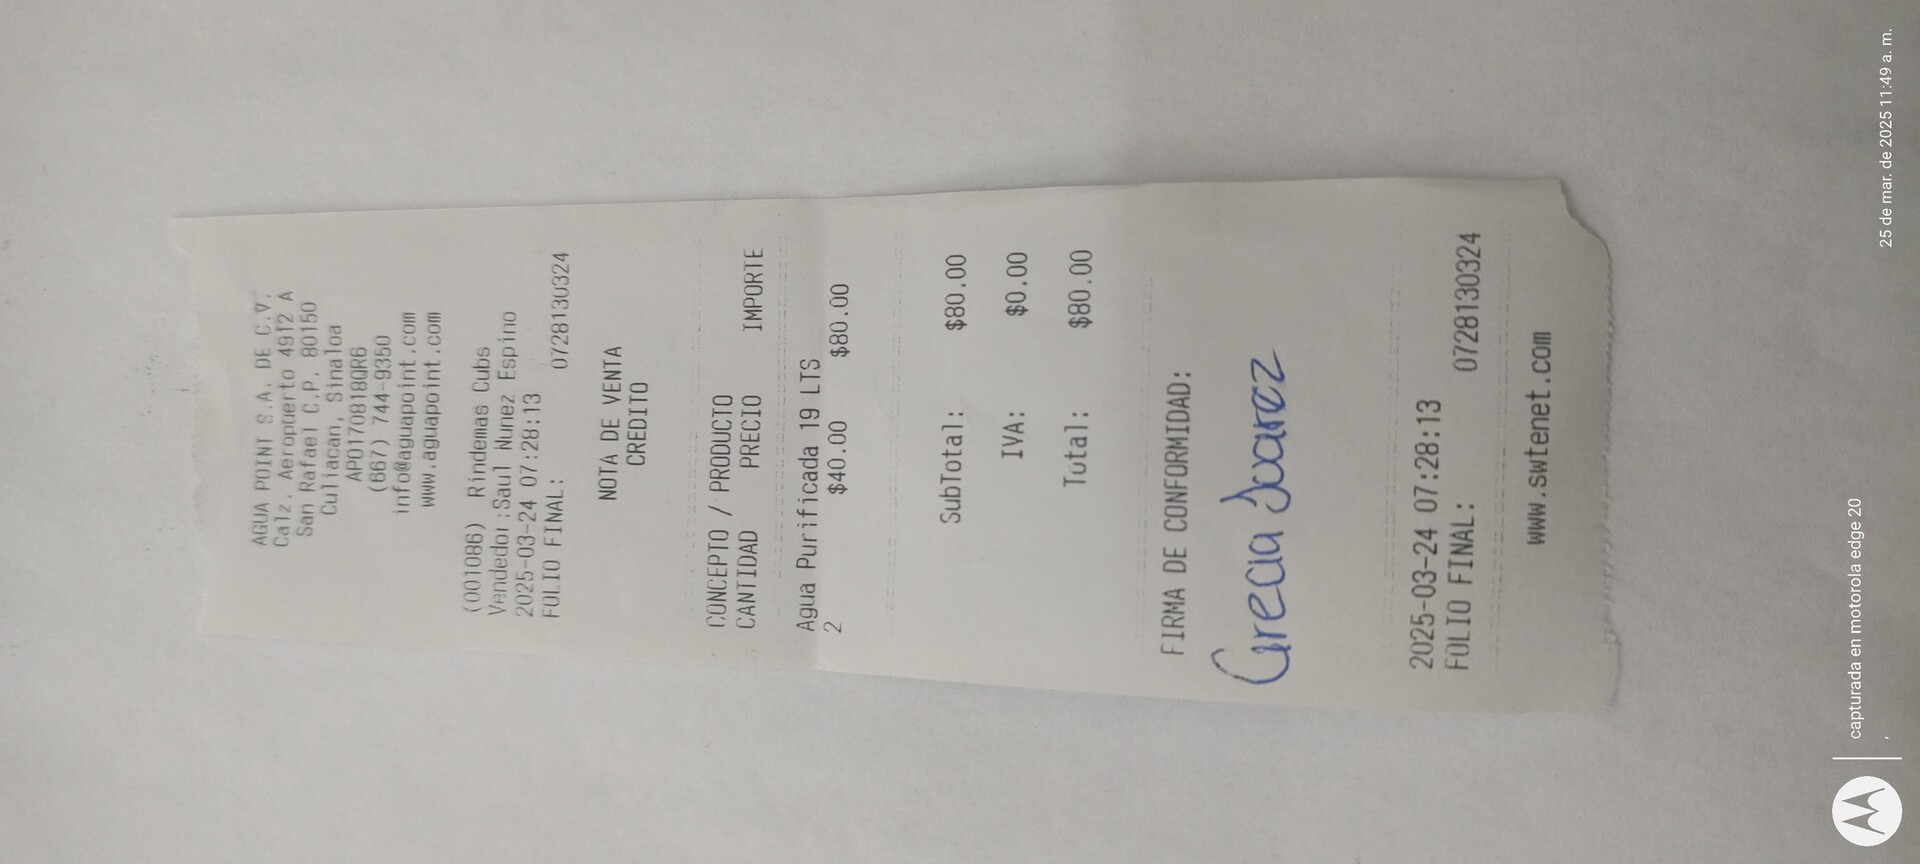 AGUA POINT S.A. DE C.V.
Calz. Aeropuerto 4912 A
San Rafael C.P. 80150
Culiacan, Sinaloa
APO170818QR6
(667) 744-9350
info@aguapoint.com
www.aguapoint.com
(001086) Rindemas Cubs
Vendedor:Saul Nunez Espino
2025-03-24 07:28:13
FOLIO FINAL: 0728130324
NOTA DE VENTA
CREDITO
CONCEPTO / PRODUCTO
CANTIDAD PRECIO IMPORTE
Agua Purificada 19 LTS
2 $40.00 $80.00
SubTotal: $80.00
IVA: $0.00
Total: $80.00
FIRMA DE CONFORMIDAD:
Grecia Juarez
2025-03-24 07:28:13
FOLIO FINAL: 0728130324
www.swtenet.com
capturada en motorola edge 20
,
25 de mar. de 2025 11:49 a. m.